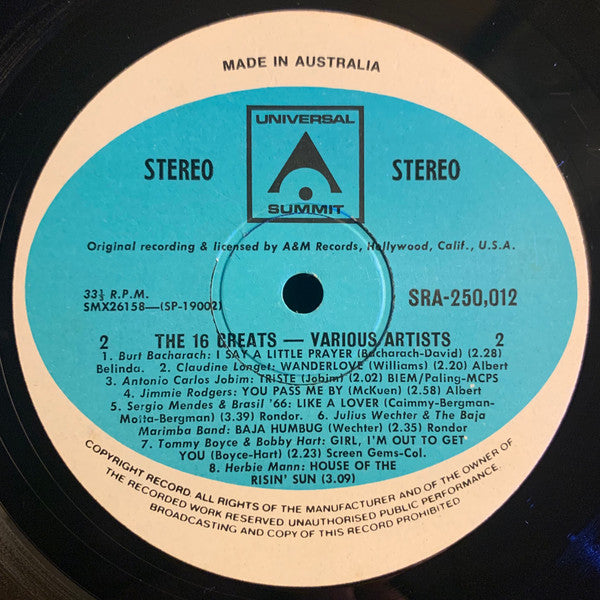 MADE IN AUSTRALIA
UNIVERSAL
SUMMIT
STEREO STEREO
Original recording & licensed by A&M Records, Hollywood, Calif., U.S.A.
33⅓ R.P.M.
SMX26158—(SP-19002) SRA-250,012
2 THE 16 GREATS — VARIOUS ARTISTS 2
1. Burt Bacharach: I SAY A LITTLE PRAYER (Bacharach-David) (2.28)
Belinda. 2. Claudine Longet: WANDERLOVE (Williams) (2.20) Albert
3. Antonio Carlos Jobim: TRISTE (Jobim) (2.02) BIEM/Paling-MCPS
4. Jimmie Rodgers: YOU PASS ME BY (McKuen) (2.58) Albert
5. Sergio Mendes & Brasil '66: LIKE A LOVER (Caimmy-Bergman-
Moita-Bergman) (3.39) Rondor. 6. Julius Wechter & The Baja
Marimba Band: BAJA HUMBUG (Wechter) (2.35) Rondor
7. Tommy Boyce & Bobby Hart: GIRL, I'M OUT TO GET
YOU (Boyce-Hart) (2.23) Screen Gems-Col.
8. Herbie Mann: HOUSE OF THE
RISIN' SUN (3.09)
COPYRIGHT RECORD. ALL RIGHTS OF THE MANUFACTURER AND OF THE OWNER OF
THE RECORDED WORK RESERVED UNAUTHORISED PUBLIC PERFORMANCE.
BROADCASTING AND COPY OF THIS RECORD PROHIBITED